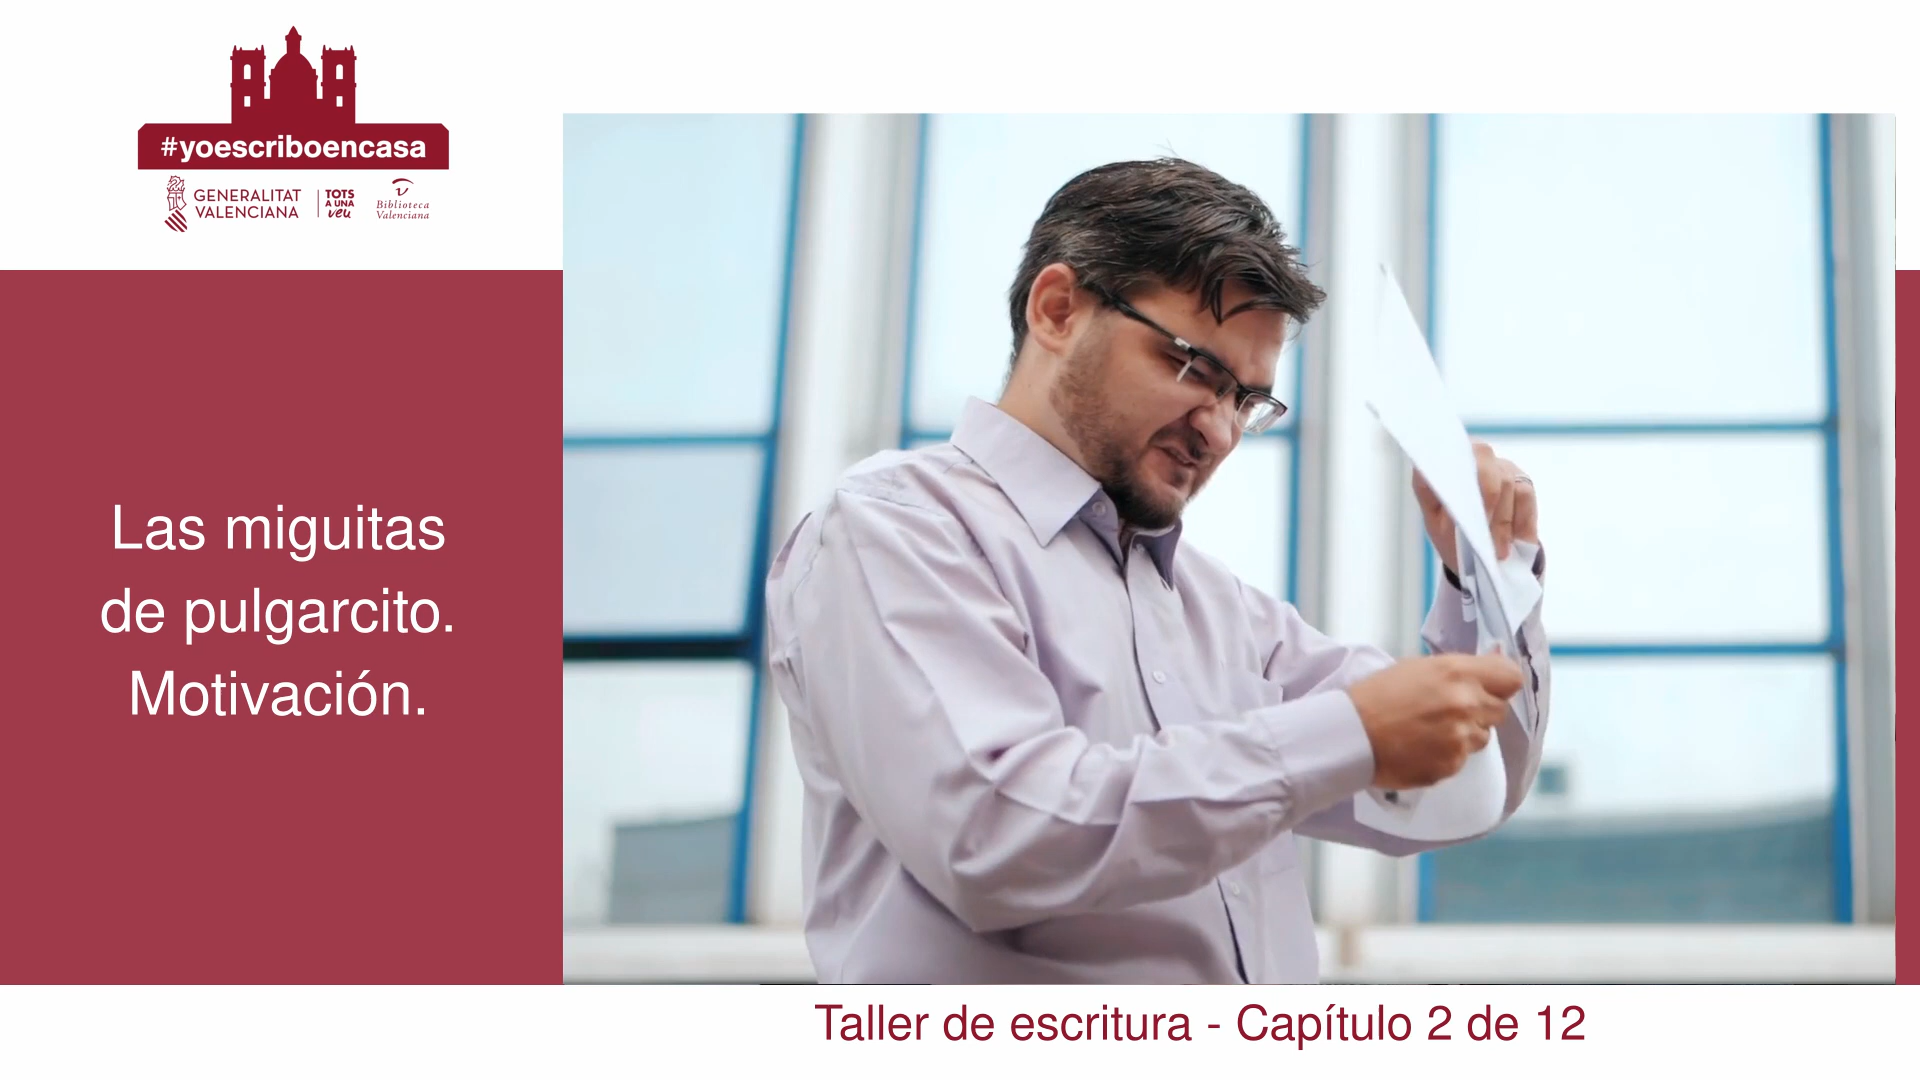 #yoescriboencasa
GENERALITAT
VALENCIANA
TOTS
A UNA
veu
Biblioteca
Valenciana
Las miguitas
de pulgarcito.
Motivación.
Taller de escritura - Capítulo 2 de 12